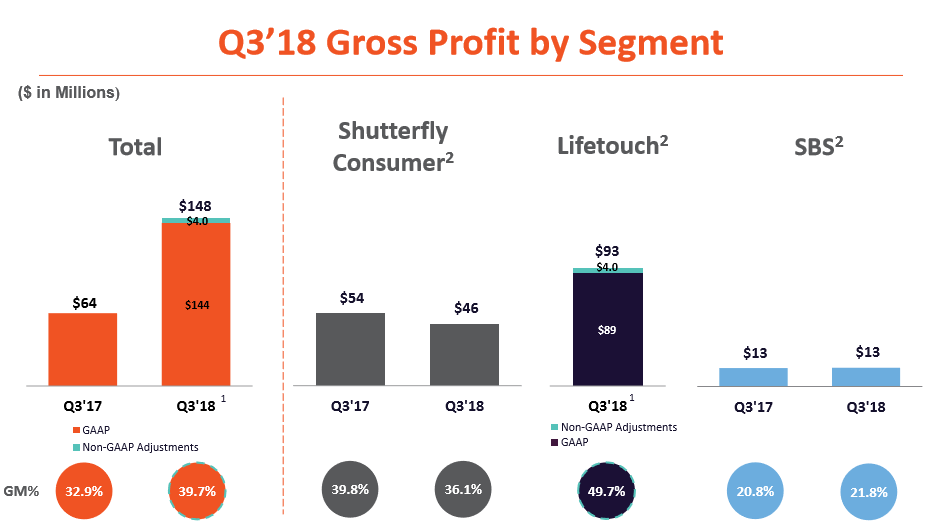 Q3’18 Gross Profit by Segment
($ in Millions)
Total
Shutterfly
Consumer2
Lifetouch2
SBS2
$148
$4.0
$64
$144
$54
$46
$93
$4.0
$89
$13
$13
Q3'17
Q3'18 1
Q3'17
Q3'18
Q3'18 1
Q3'17
Q3'18
GAAP
Non-GAAP Adjustments
Non-GAAP Adjustments
GAAP
GM%
32.9%
39.7%
39.8%
36.1%
49.7%
20.8%
21.8%